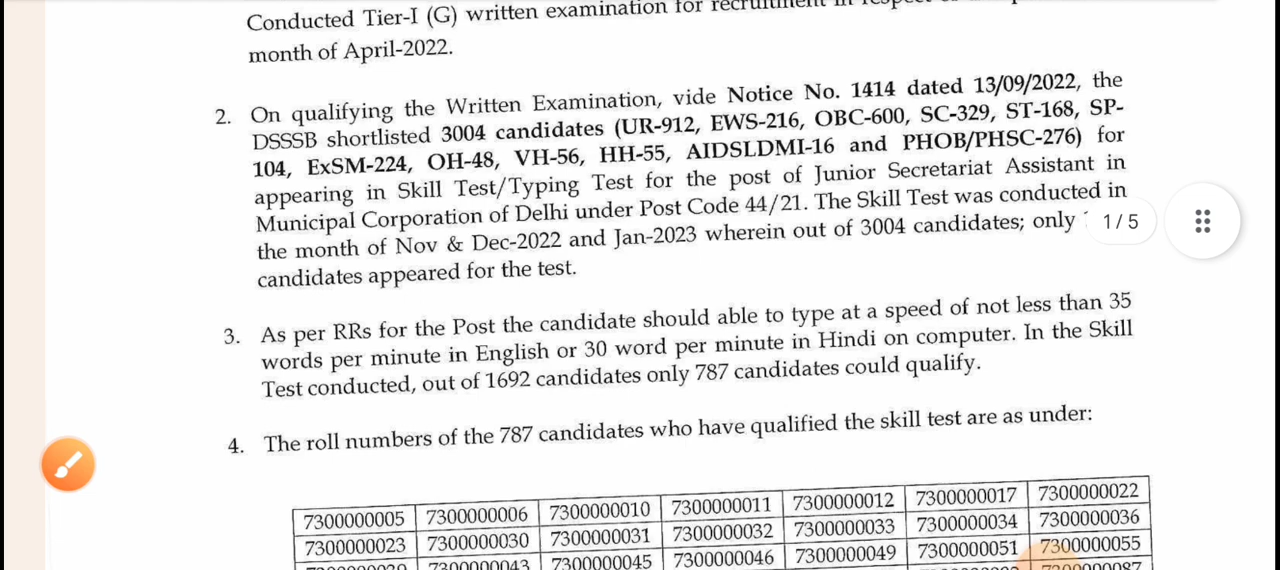 Conducted Tier-I (G) written examination for recruitment in
month of April-2022.
2. On qualifying the Written Examination, vide Notice No. 1414 dated 13/09/2022, the
DSSSB shortlisted 3004 candidates (UR-912, EWS-216, OBC-600, SC-329, ST-168, SP-
104, ExSM-224, OH-48, VH-56, HH-55, AIDSLDMI-16 and PHOB/PHSC-276) for
appearing in Skill Test/Typing Test for the post of Junior Secretariat Assistant in
Municipal Corporation of Delhi under Post Code 44/21. The Skill Test was conducted in
the month of Nov & Dec-2022 and Jan-2023 wherein out of 3004 candidates; only
1/5
candidates appeared for the test.
3. As per RRs for the Post the candidate should able to type at a speed of not less than 35
words per minute in English or 30 word per minute in Hindi on computer. In the Skill
Test conducted, out of 1692 candidates only 787 candidates could qualify.
4. The roll numbers of the 787 candidates who have qualified the skill test are as under:
7300000005 7300000006 7300000010 7300000011 7300000012 7300000017 7300000022
7300000023 7300000030 7300000031 7300000032 7300000033 7300000034 7300000036
7300000043 7300000045 7300000046 7300000049 7300000051 7300000055